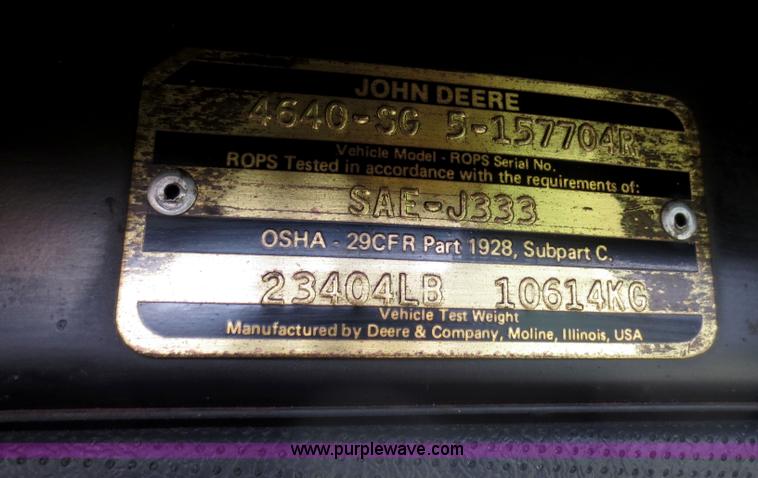 JOHN DEERE
4640-SG 5-157704R
Vehicle Model - ROPS Serial No.
ROPS Tested in accordance with the requirements of:
SAE-J333
OSHA - 29CFR Part 1928, Subpart C.
23404LB 10614KG
Vehicle Test Weight
Manufactured by Deere & Company, Moline, Illinois, USA
www.purplewave.com